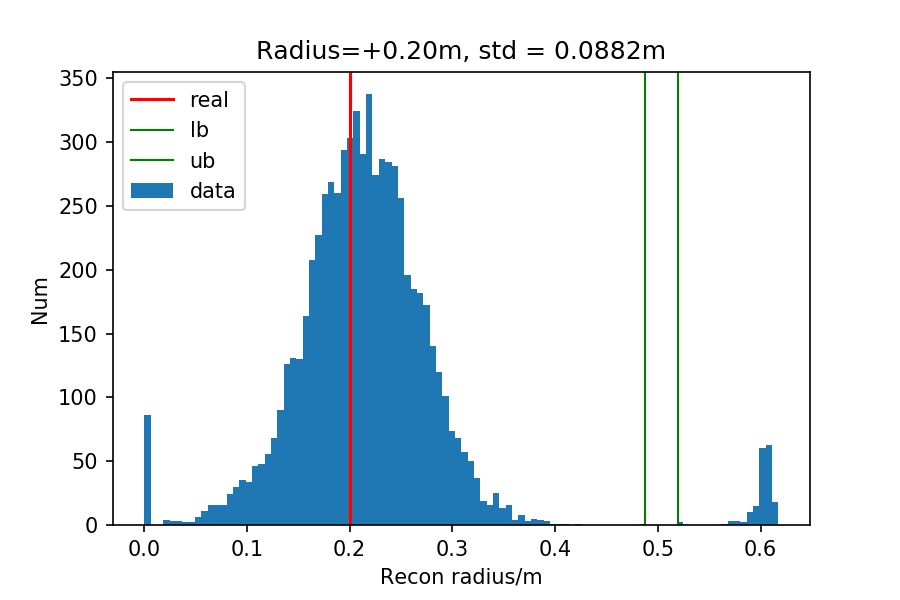 Radius=+0.20m, std = 0.0882m
real
lb
ub
data
350
300
250
200
150
100
50
0
Num
0.0 0.1 0.2 0.3 0.4 0.5 0.6
Recon radius/m